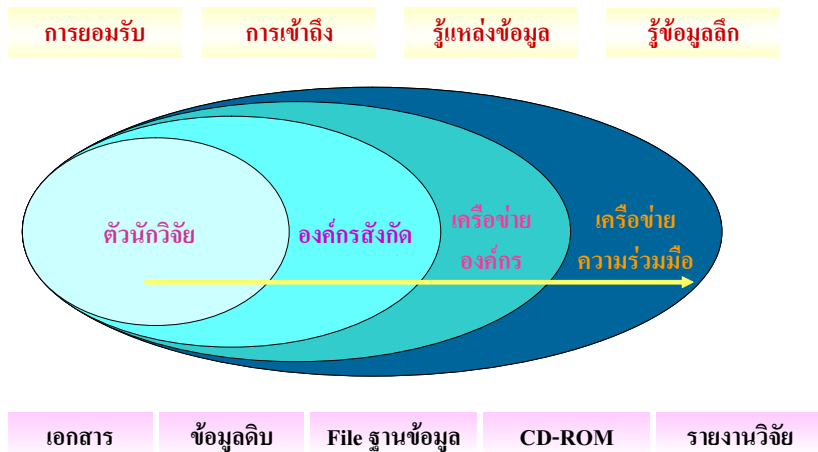 การยอมรับ
การเข้าถึง
รู้แหล่งข้อมูล
รู้ข้อมูลลึก
ตัวนักวิจัย
องค์กรสังกัด
เครือข่าย
องค์กร
เครือข่าย
ความร่วมมือ
เอกสาร
ข้อมูลดิบ
File ฐานข้อมูล
CD-ROM
รายงานวิจัย